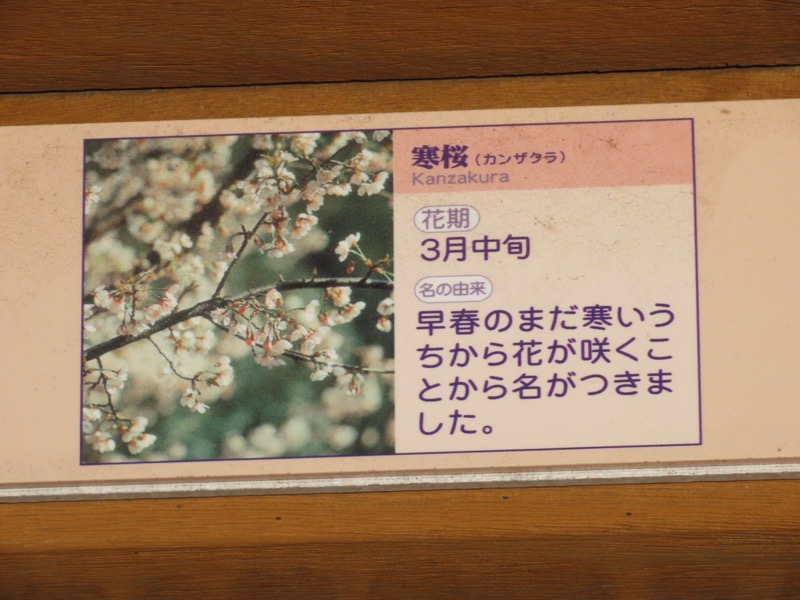 寒桜（カンザクラ）
Kanzakura
花期
3月中旬
名の由来
早春のまだ寒いう
ちから花が咲くこ
とから名がつきま
した。